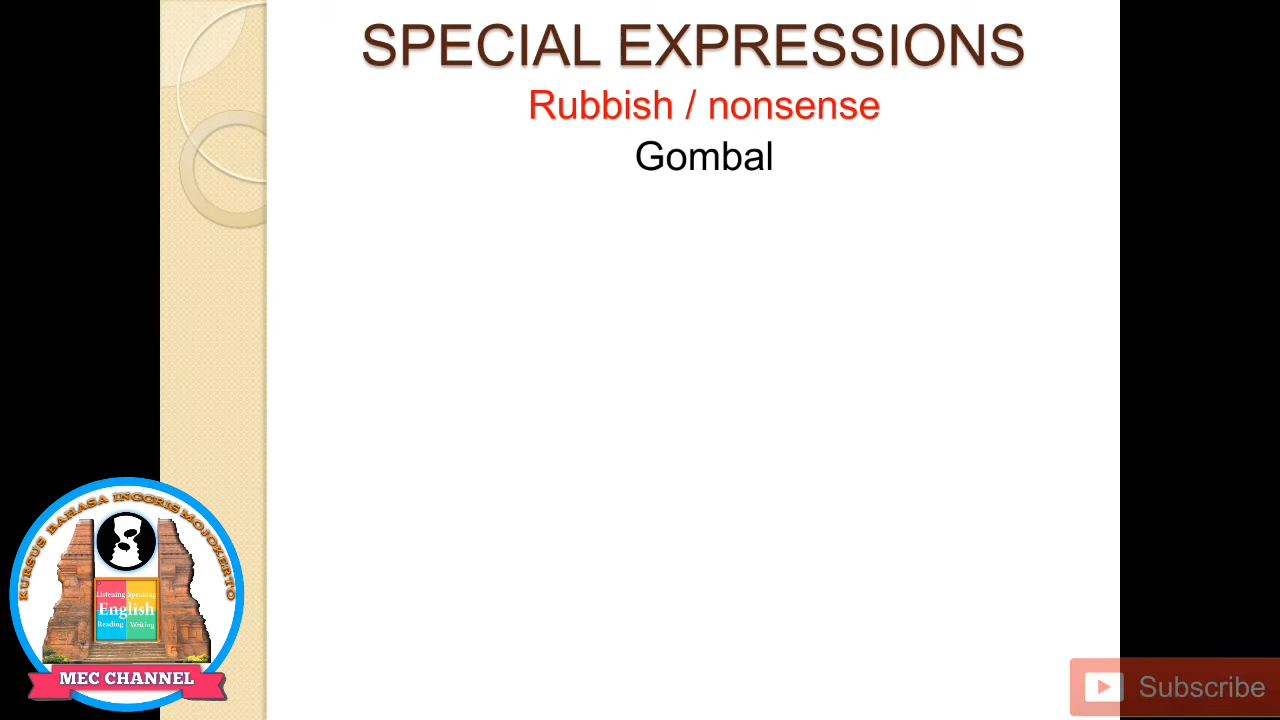 SPECIAL EXPRESSIONS
Rubbish / nonsense
Gombal
KURSUS BAHASA INGGRIS MOJOKERTO
Listening Speaking
English
Reading Writing
MEC CHANNEL
Subscribe